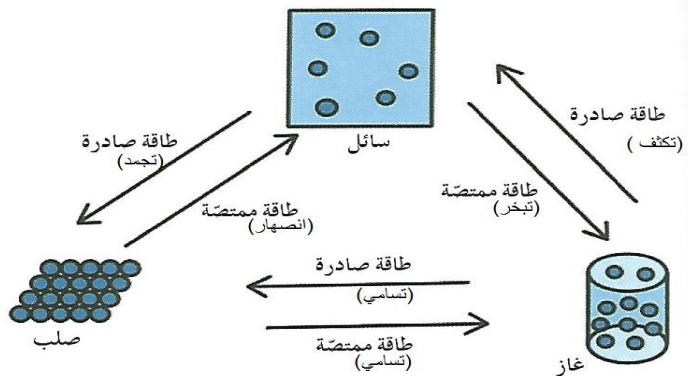 سائل
طاقة صادرة
(تكثف )
طاقة صادرة
(تجمد)
طاقة ممتصّة
(تبخر)
طاقة ممتصّة
(انصهار)
طاقة صادرة
(تسامي)
صلب
طاقة ممتصّة
(تسامي)
غاز